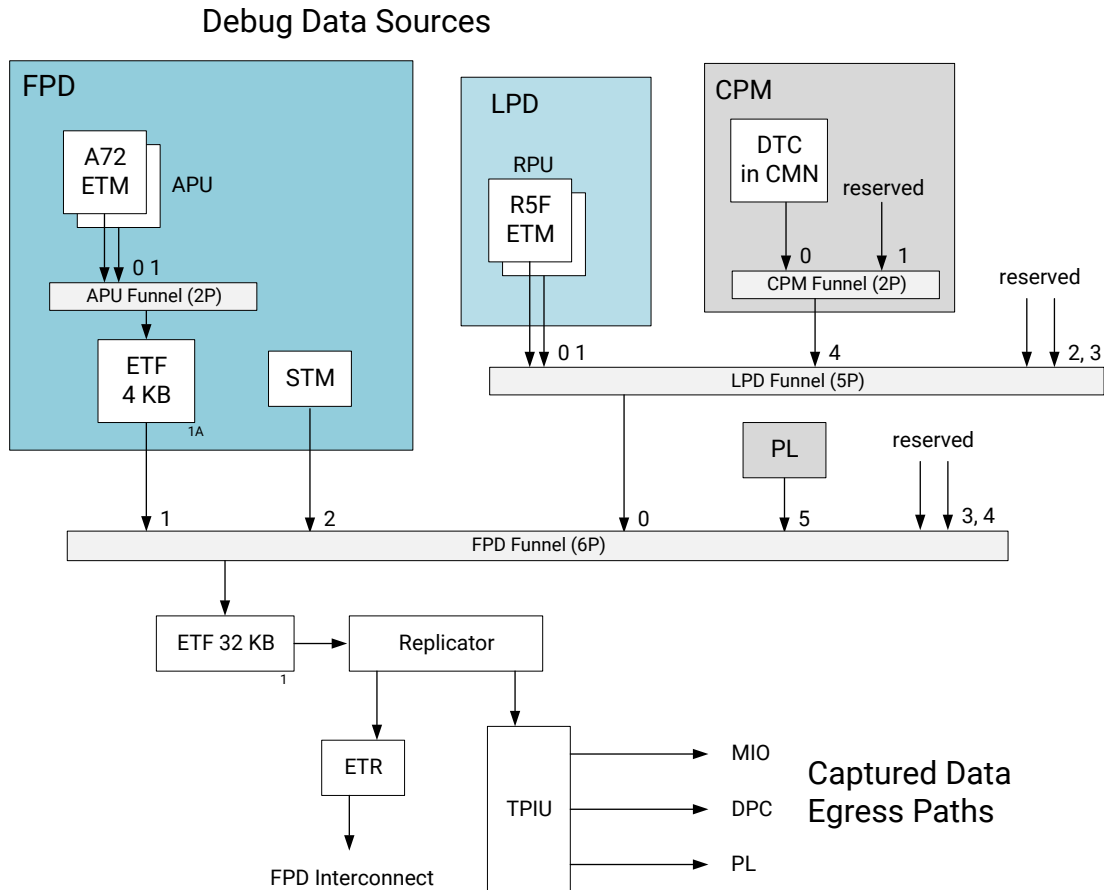 Debug Data Sources
FPD
LPD
CPM
A72
ETM
APU
RPU
R5F
ETM
DTC
in CMN
reserved
0 1
APU Funnel (2P)
0
1
CPM Funnel (2P)
reserved
ETF
4 KB
1A
STM
0 1
4
2, 3
LPD Funnel (5P)
PL
reserved
1
2
0
5
3, 4
FPD Funnel (6P)
ETF 32 KB
1
Replicator
ETR
TPIU
MIO
DPC
PL
Captured Data
Egress Paths
FPD Interconnect